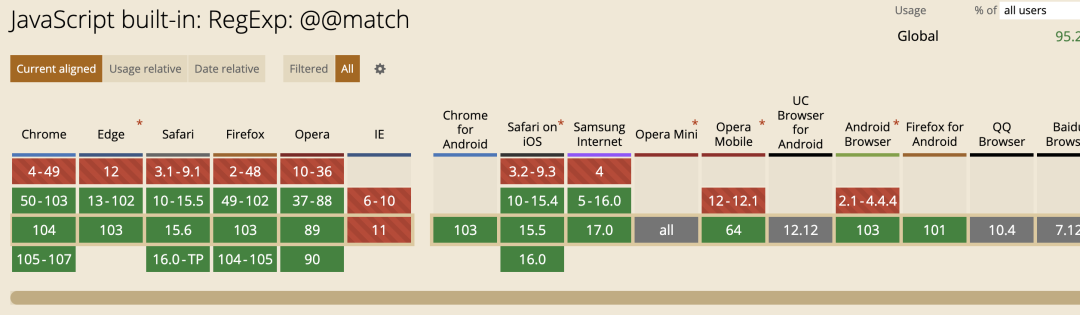 JavaScript built-in: RegExp: @@match
Usage % of all users
Global 95.2
Current aligned Usage relative Date relative Filtered All
Chrome Edge * Safari Firefox Opera IE Chrome for Android Safari on iOS * Samsung Internet Opera Mini * Opera Mobile * UC Browser for Android Android Browser * Firefox for Android QQ Browser Baidu Brows
4-49 12 3.1-9.1 2-48 10-36 3.2-9.3 4
50-103 13-102 10-15.5 49-102 37-88 6-10 10-15.4 5-16.0 12-12.1 2.1-4.4.4
104 103 15.6 103 89 11 103 15.5 17.0 all 64 12.12 103 101 10.4 7.12
105-107 16.0-TP 104-105 90 16.0